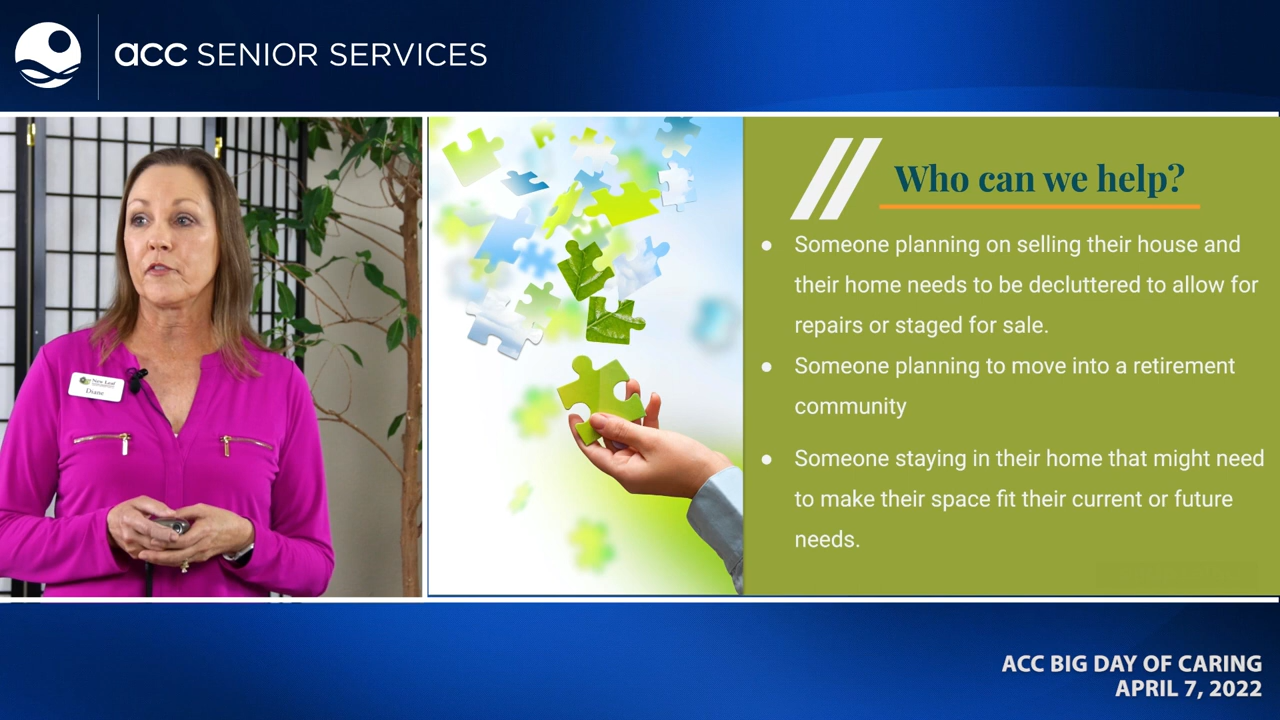 acc SENIOR SERVICES
New Leaf
Diane
Who can we help?
● Someone planning on selling their house and
their home needs to be decluttered to allow for
repairs or staged for sale.
● Someone planning to move into a retirement
community
● Someone staying in their home that might need
to make their space fit their current or future
needs.
ACC BIG DAY OF CARING
APRIL 7, 2022